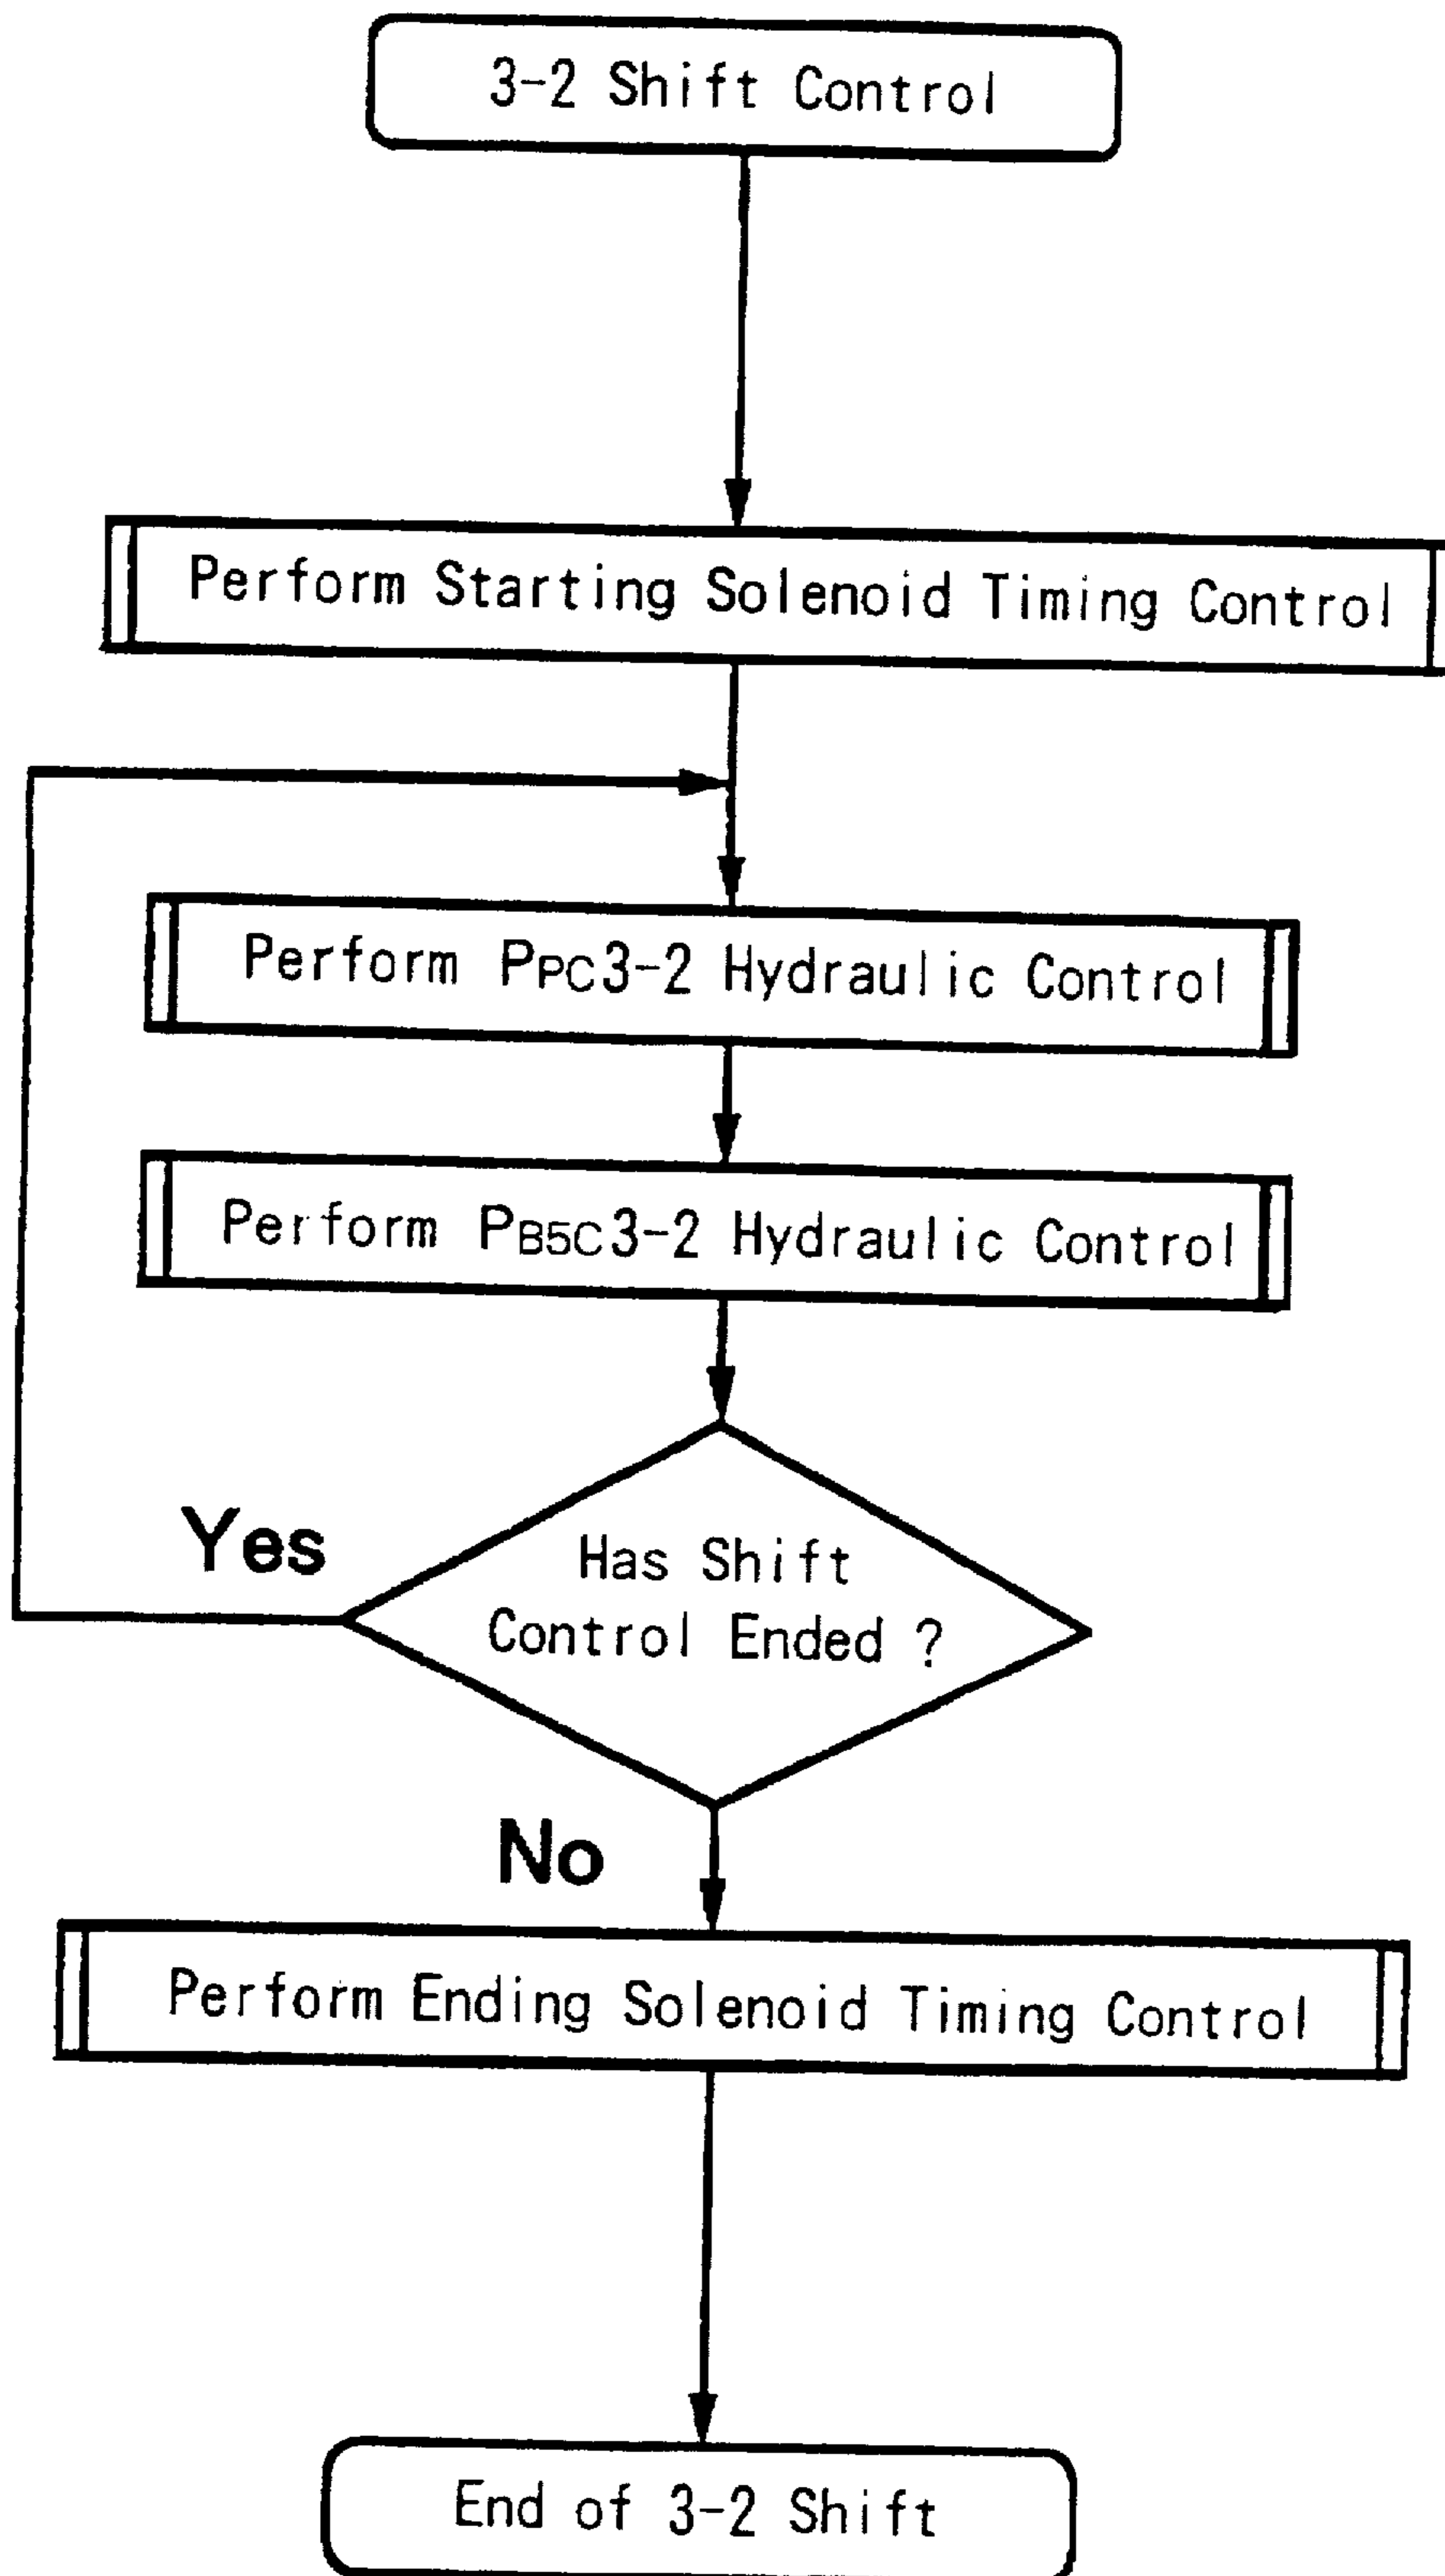 3-2 Shift Control
Perform Starting Solenoid Timing Control
Perform PPC3-2 Hydraulic Control
Perform PB5C3-2 Hydraulic Control
Yes
Has Shift
Control Ended ?
No
Perform Ending Solenoid Timing Control
End of 3-2 Shift